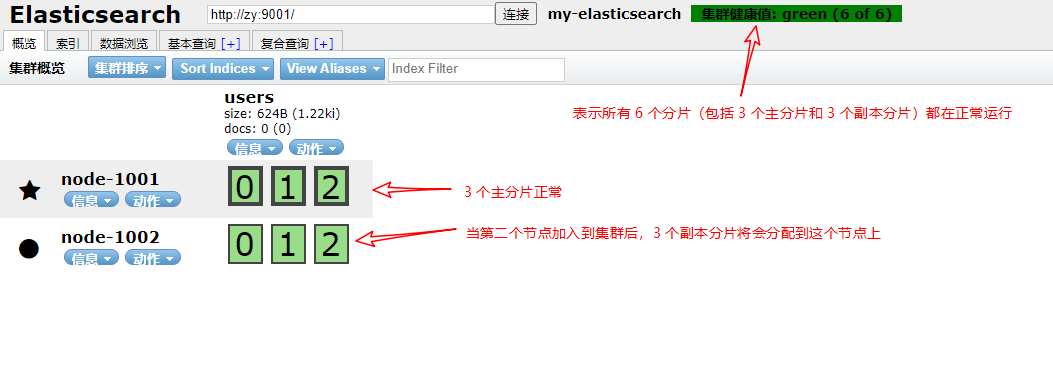 Elasticsearch http://zy:9001/ 连接 my-elasticsearch 集群健康值: green (6 of 6)
概览 索引 数据浏览 基本查询 [+] 复合查询 [+]
集群概览 集群排序 Sort Indices View Aliases Index Filter
users
size: 624B (1.22ki)
docs: 0 (0)
信息 动作
表示所有 6 个分片（包括 3 个主分片和 3 个副本分片）都在正常运行
node-1001
信息 动作
0 1 2
3 个主分片正常
node-1002
信息 动作
0 1 2
当第二个节点加入到集群后，3 个副本分片将会分配到这个节点上